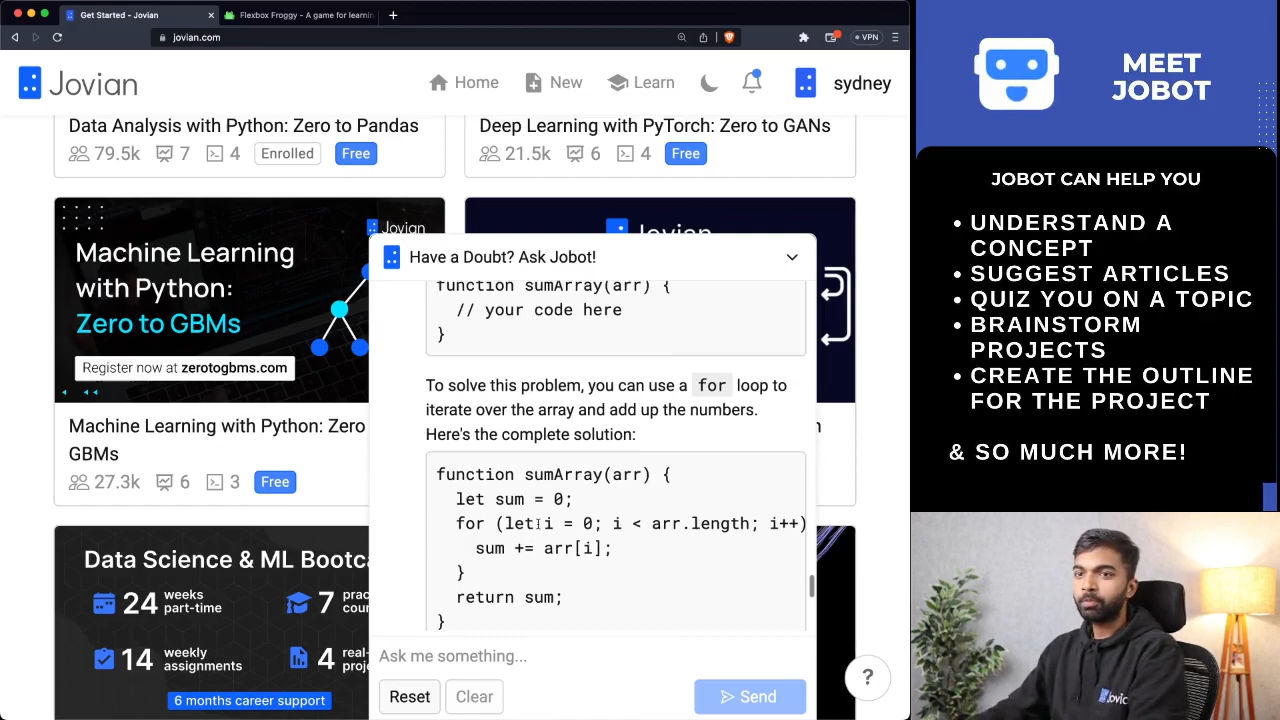 Get Started - Jovian
Flexbox Froggy - A game for learnin
jovian.com
VPN
Jovian
Home
New
Learn
sydney
Data Analysis with Python: Zero to Pandas
79.5k 7 4 Enrolled Free
Deep Learning with PyTorch: Zero to GANs
21.5k 6 4 Free
Jovian
Machine Learning
with Python:
Zero to GBMs
Register now at zerotogbms.com
Machine Learning with Python: Zero
GBMs
27.3k 6 3 Free
Data Science & ML Bootc
24 weeks
part-time
7 prac
cour
14 weekly
assignments
4 real-
proje
6 months career support
Have a Doubt? Ask Jobot!
function sumArray(arr) {
// your code here
}
To solve this problem, you can use a for loop to
iterate over the array and add up the numbers.
Here's the complete solution:
function sumArray(arr) {
let sum = 0;
for (let i = 0; i < arr.length; i++)
sum += arr[i];
}
return sum;
}
Ask me something...
Reset
Clear
Send
?
MEET
JOBOT
JOBOT CAN HELP YOU
• UNDERSTAND A
CONCEPT
• SUGGEST ARTICLES
• QUIZ YOU ON A TOPIC
• BRAINSTORM
PROJECTS
• CREATE THE OUTLINE
FOR THE PROJECT
& SO MUCH MORE!